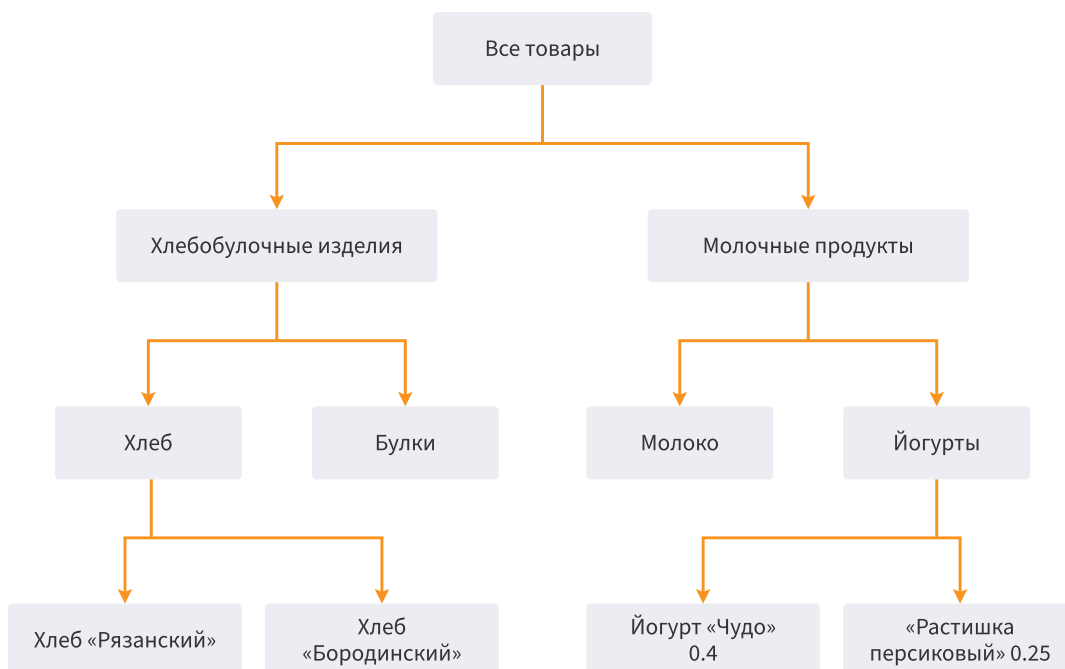 Все товары
Хлебобулочные изделия
Молочные продукты
Хлеб
Булки
Молоко
Йогурты
Хлеб «Рязанский»
Хлеб
«Бородинский»
Йогурт «Чудо»
0.4
«Растишка
персиковый» 0.25